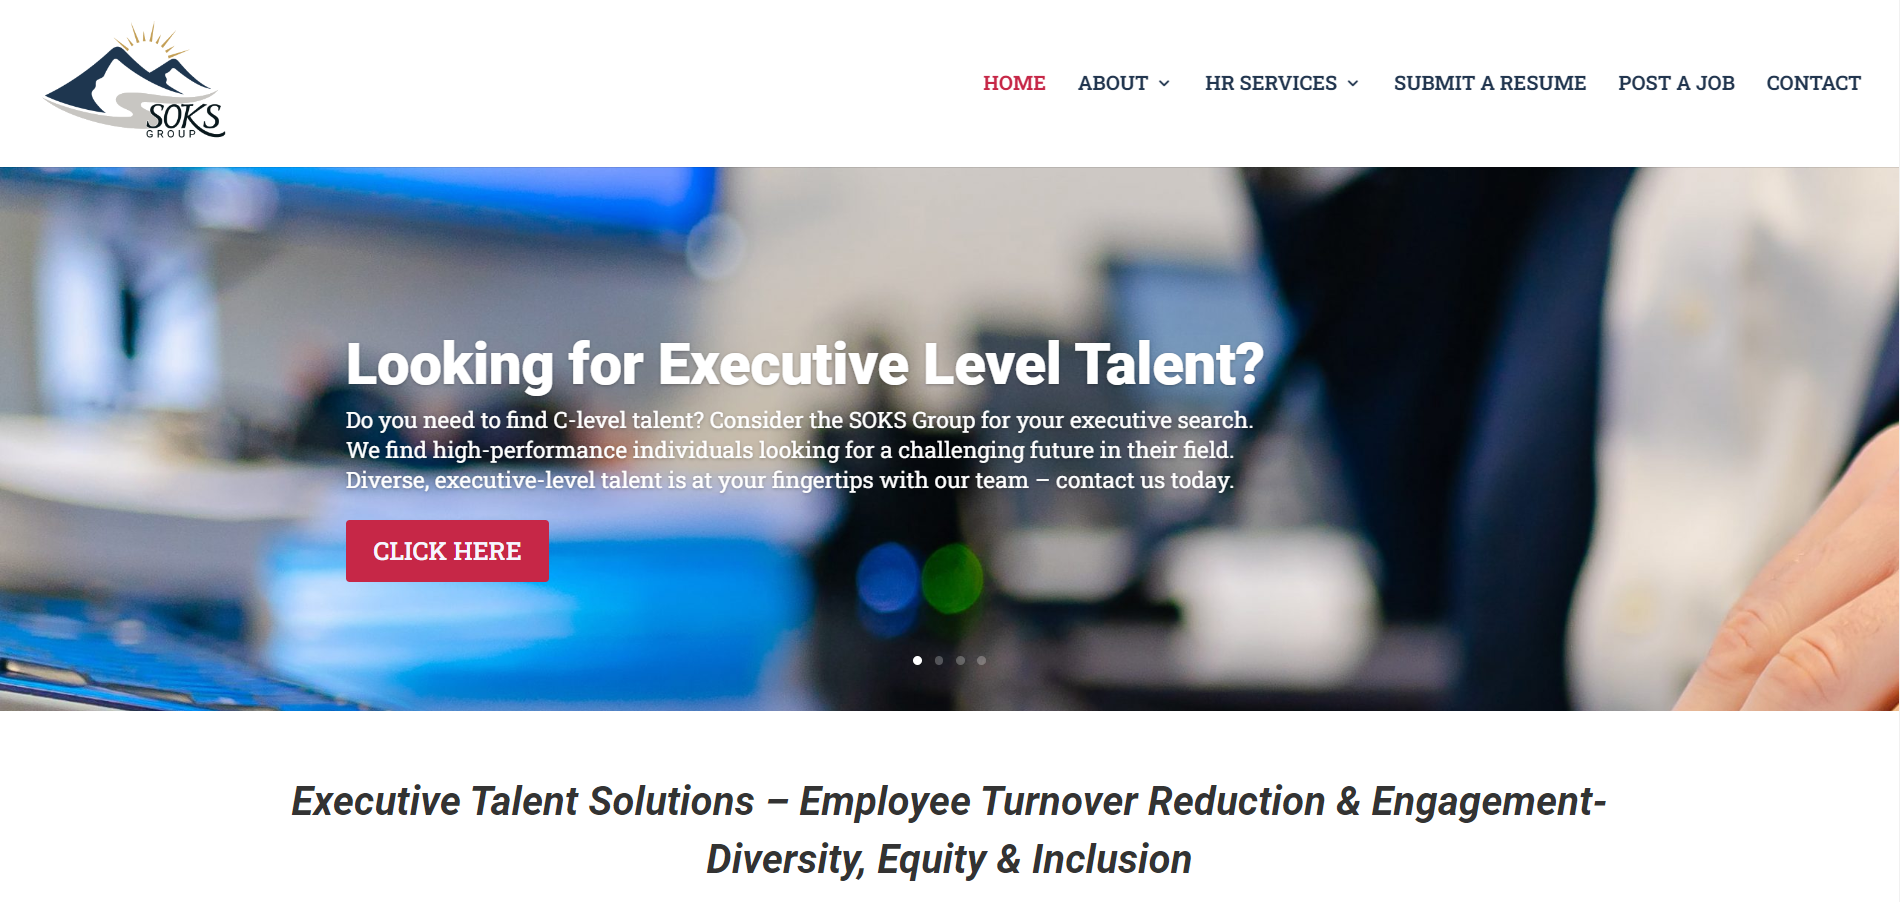 SOKS
GROUP
HOME ABOUT HR SERVICES SUBMIT A RESUME POST A JOB CONTACT
Looking for Executive Level Talent?
Do you need to find C-level talent? Consider the SOKS Group for your executive search.
We find high-performance individuals looking for a challenging future in their field.
Diverse, executive-level talent is at your fingertips with our team – contact us today.
CLICK HERE
Executive Talent Solutions – Employee Turnover Reduction & Engagement-
Diversity, Equity & Inclusion